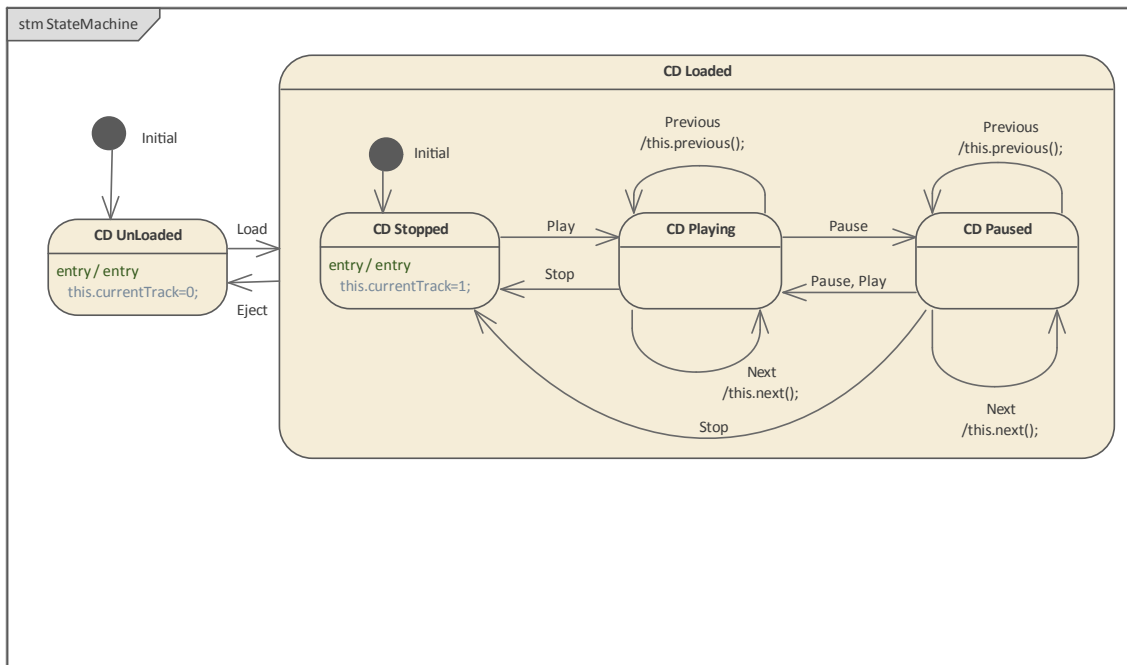 stm StateMachine
CD Loaded
Initial
Initial
Previous
/this.previous();
Previous
/this.previous();
CD UnLoaded
entry / entry
this.currentTrack=0;
Load
Eject
CD Stopped
entry / entry
this.currentTrack=1;
Play
Stop
CD Playing
Pause
Pause, Play
CD Paused
Next
/this.next();
Next
/this.next();
Stop